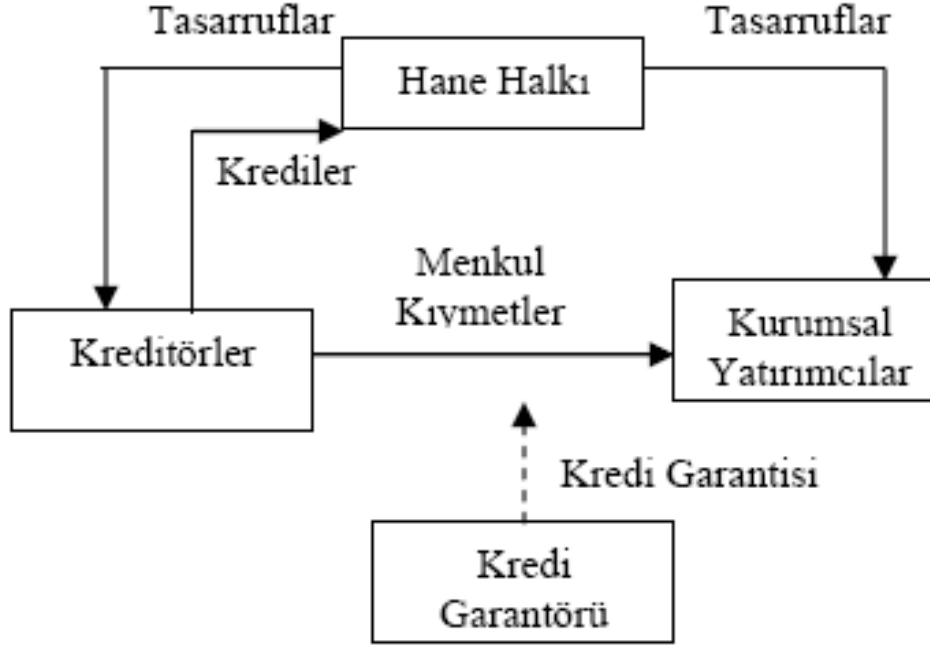 Tasarruflar
Tasarruflar
Hane Halkı
Krediler
Menkul
Kıymetler
Kreditörler
Kurumsal
Yatırımcılar
Kredi Garantisi
Kredi
Garantörü